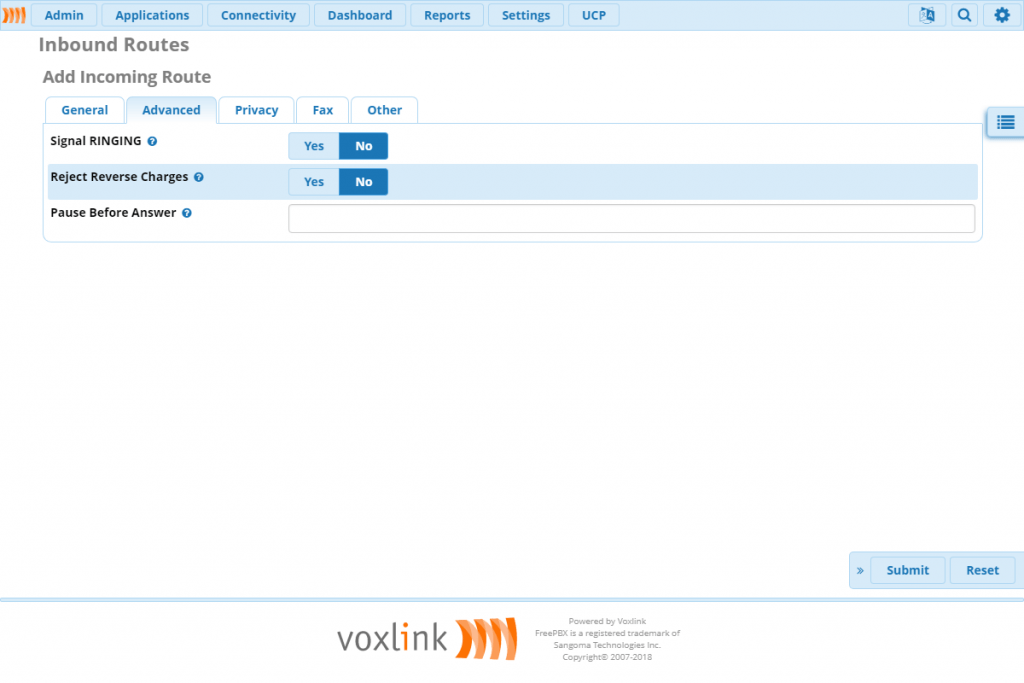 Admin Applications Connectivity Dashboard Reports Settings UCP
Inbound Routes
Add Incoming Route
General Advanced Privacy Fax Other
Signal RINGING Yes No
Reject Reverse Charges Yes No
Pause Before Answer
» Submit Reset
voxlink
Powered by Voxlink
FreePBX is a registered trademark of
Sangoma Technologies Inc.
Copyright© 2007-2018